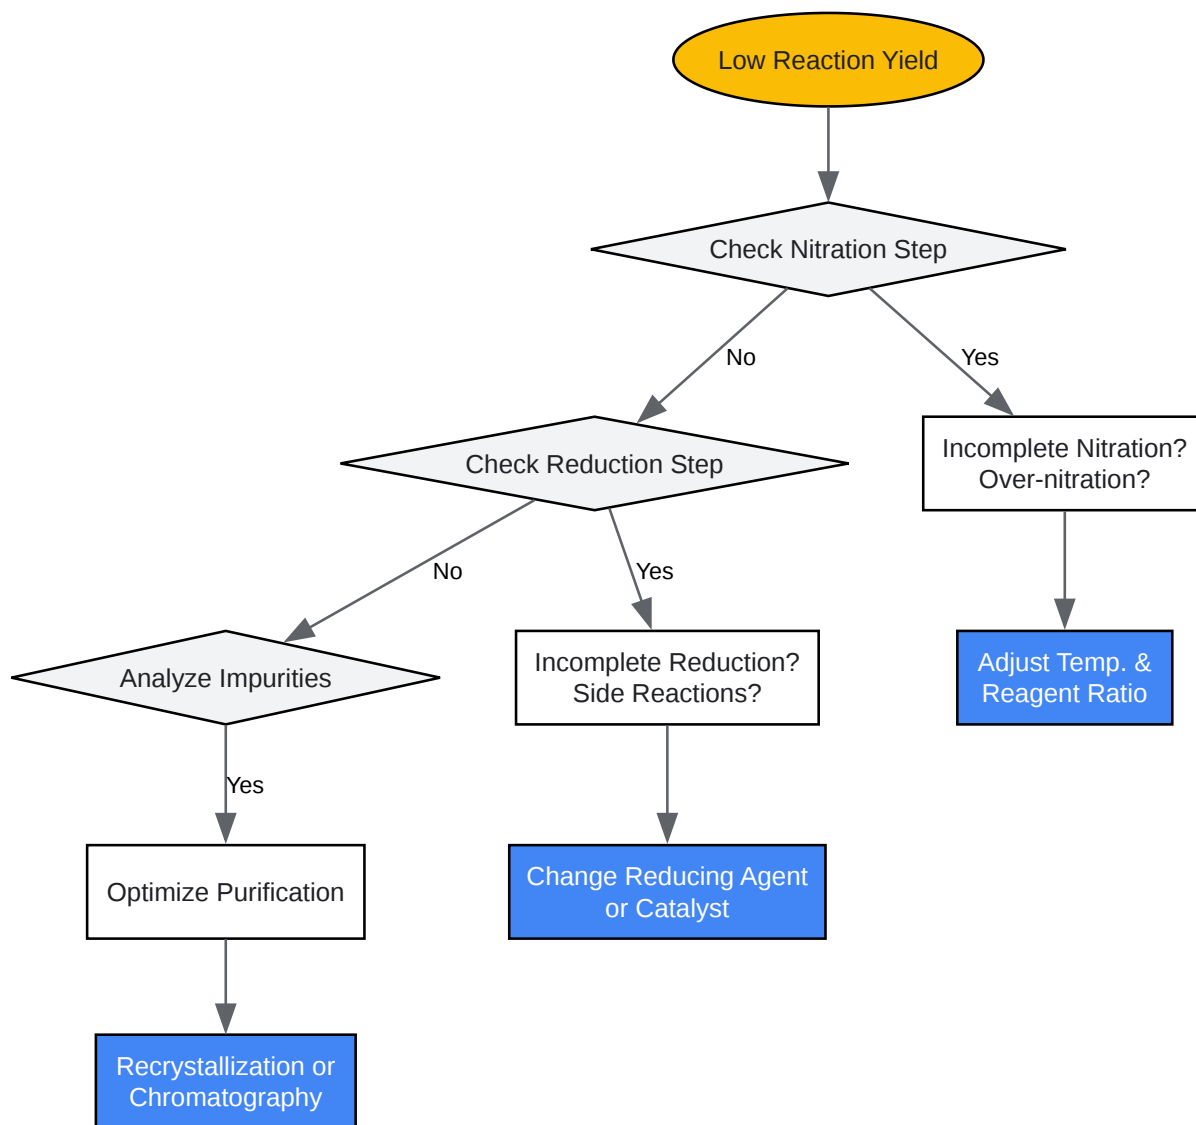 Low Reaction Yield
Check Nitration Step
No
Yes
Check Reduction Step
Incomplete Nitration?
Over-nitration?
No
Yes
Analyze Impurities
Incomplete Reduction?
Side Reactions?
Adjust Temp. &
Reagent Ratio
Yes
Optimize Purification
Change Reducing Agent
or Catalyst
Recrystallization or
Chromatography